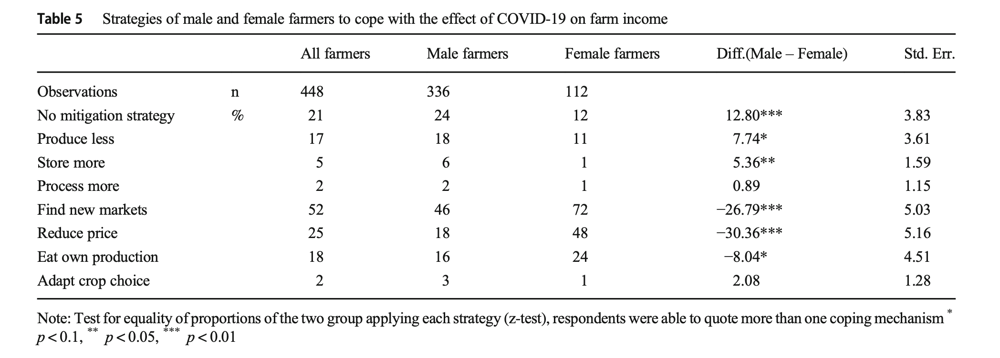 Table 5 Strategies of male and female farmers to cope with the effect of COVID-19 on farm income
All farmers Male farmers Female farmers Diff.(Male – Female) Std. Err.
Observations n 448 336 112
No mitigation strategy % 21 24 12 12.80*** 3.83
Produce less 17 18 11 7.74* 3.61
Store more 5 6 1 5.36** 1.59
Process more 2 2 1 0.89 1.15
Find new markets 52 46 72 −26.79*** 5.03
Reduce price 25 18 48 −30.36*** 5.16
Eat own production 18 16 24 −8.04* 4.51
Adapt crop choice 2 3 1 2.08 1.28
Note: Test for equality of proportions of the two group applying each strategy (z-test), respondents were able to quote more than one coping mechanism *
p < 0.1, ** p < 0.05, *** p < 0.01